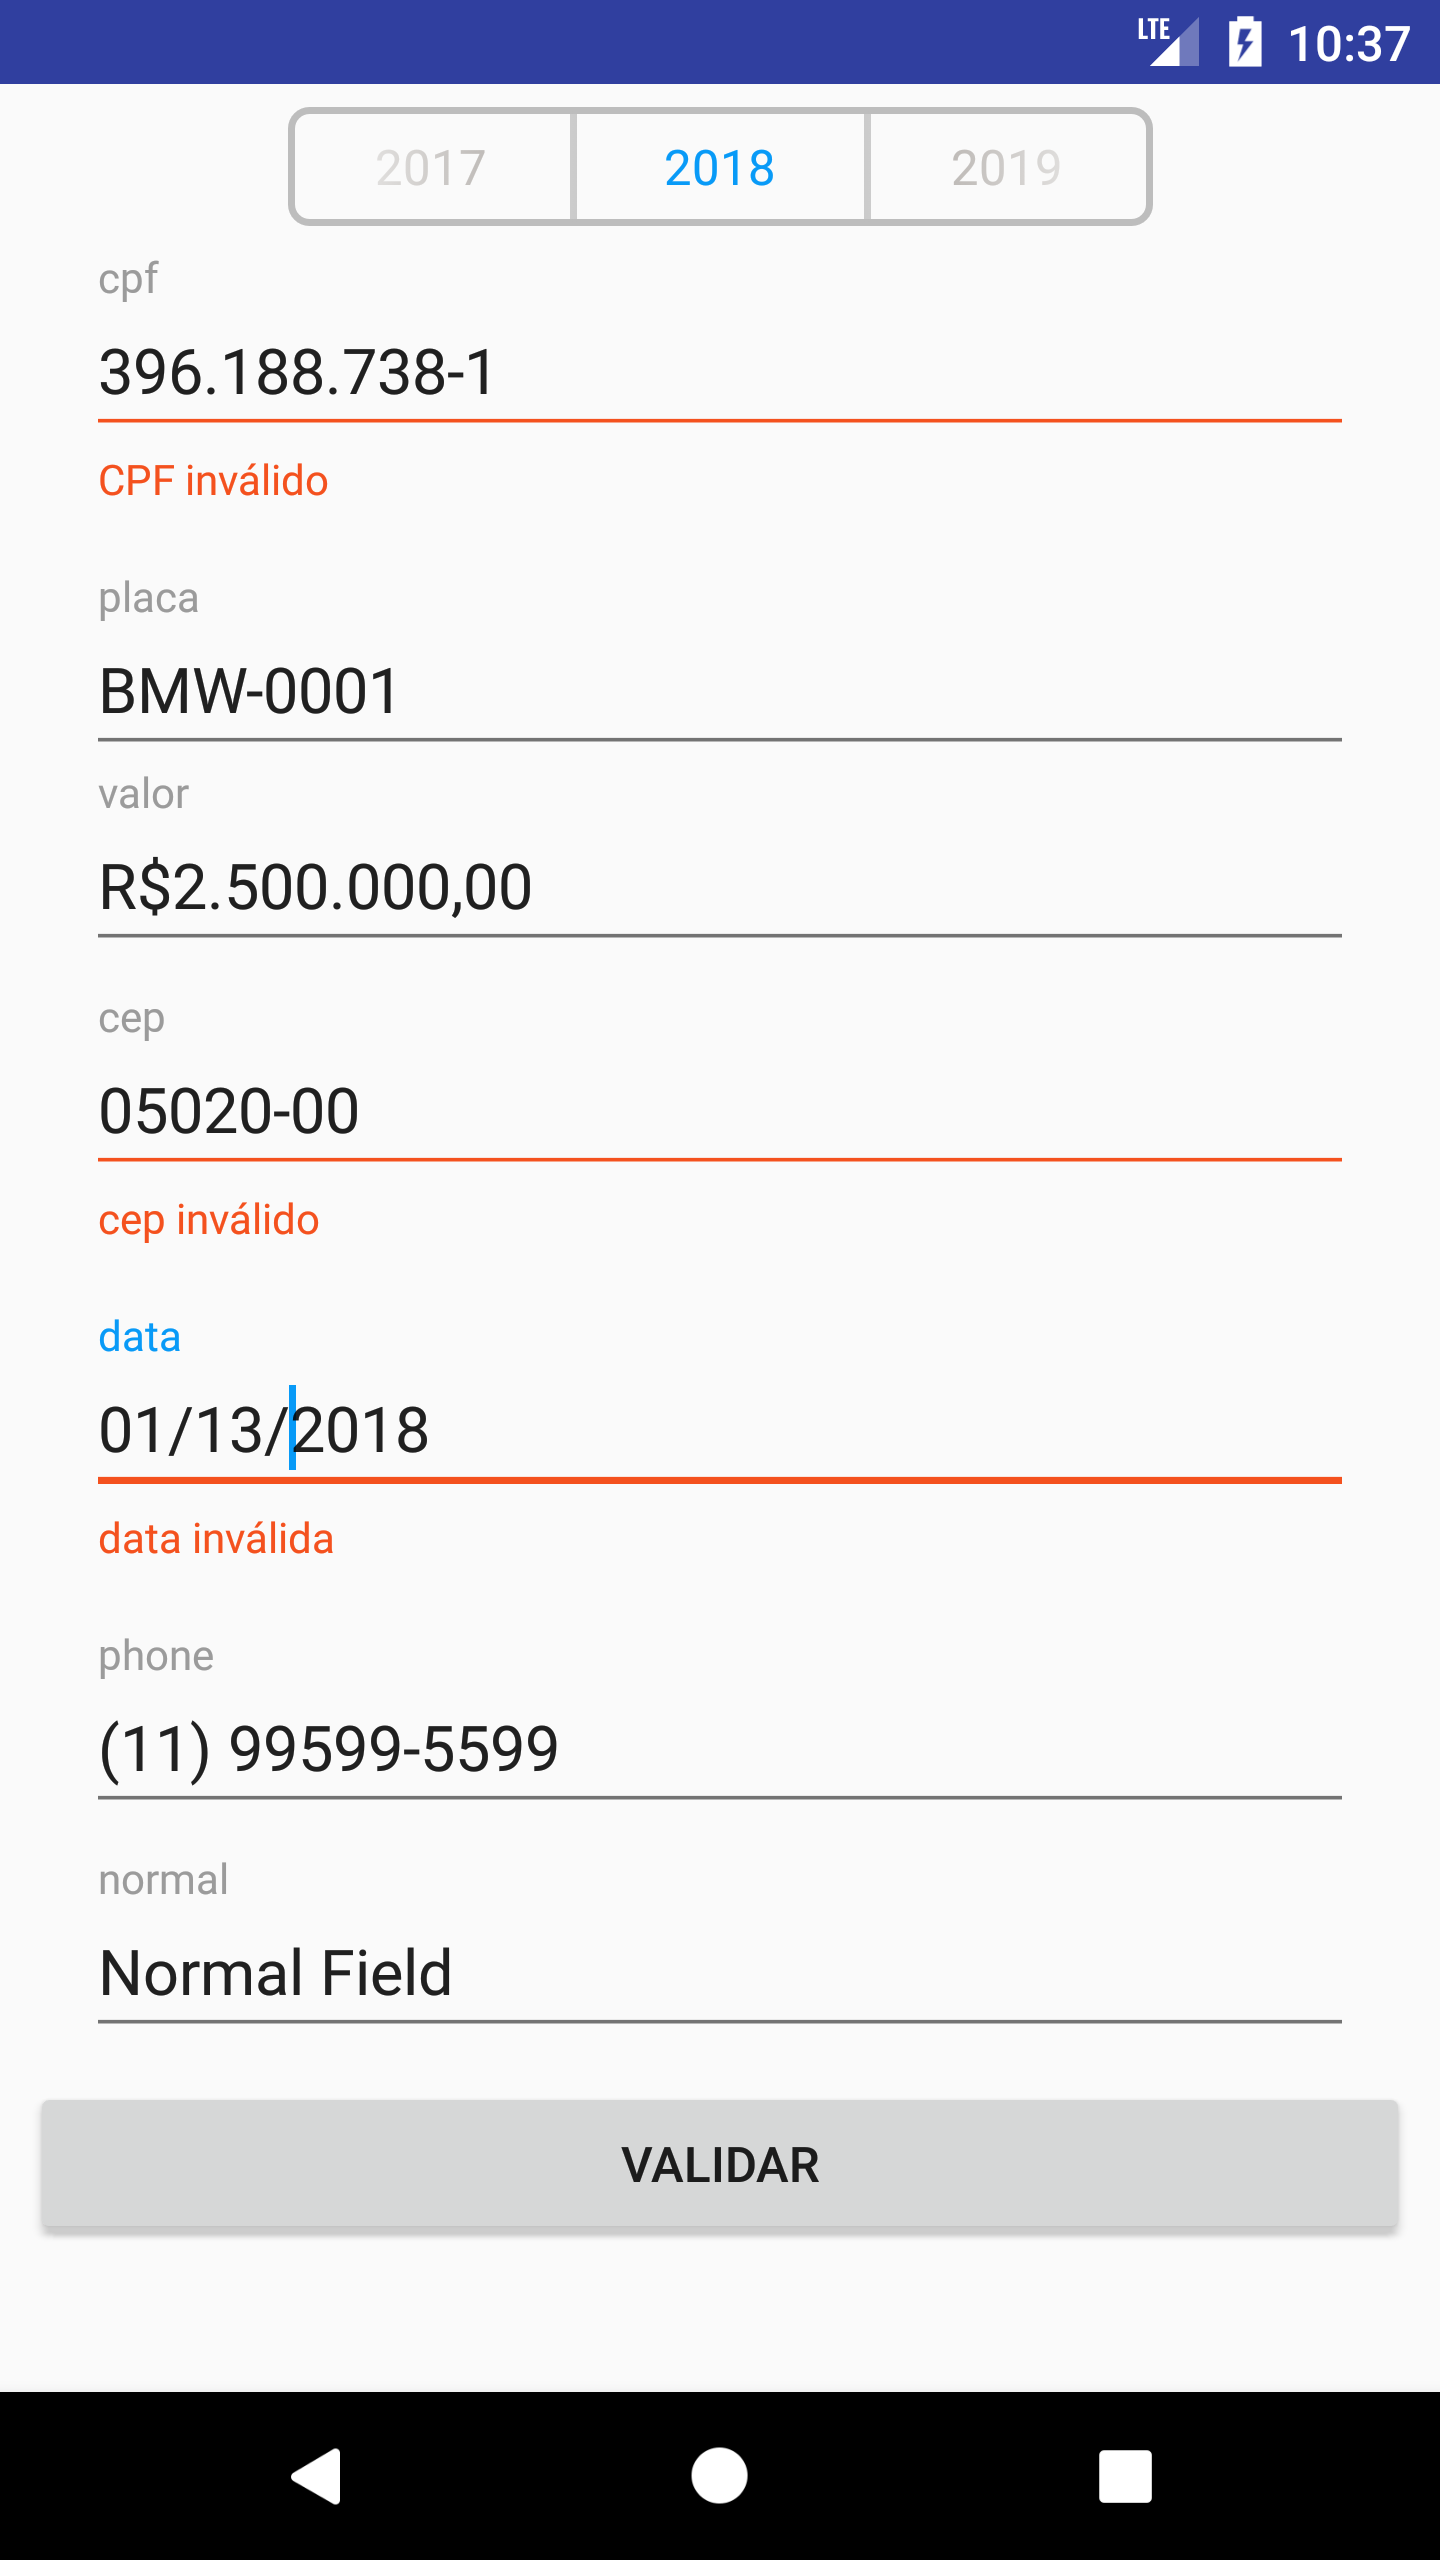 LTE 10:37
2017 2018 2019
cpf
396.188.738-1
CPF inválido
placa
BMW-0001
valor
R$2.500.000,00
cep
05020-00
cep inválido
data
01/13/2018
data inválida
phone
(11) 99599-5599
normal
Normal Field
VALIDAR